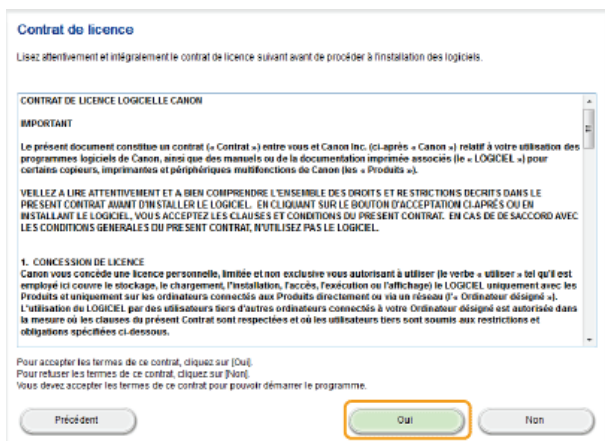 Contrat de licence
Lisez attentivement et intégralement le contrat de licence suivant avant de procéder à l'installation des logiciels.
CONTRAT DE LICENCE LOGICIELLE CANON
IMPORTANT
Le présent document constitue un contrat (« Contrat ») entre vous et Canon Inc. (ci-après « Canon ») relatif à votre utilisation des
programmes logiciels de Canon, ainsi que des manuels ou de la documentation imprimée associés (le « LOGICIEL ») pour
certains copieurs, imprimantes et périphériques multifonctions de Canon (les « Produits »).
VEILLEZ A LIRE ATTENTIVEMENT ET A BIEN COMPRENDRE L'ENSEMBLE DES DROITS ET RESTRICTIONS DECRITS DANS LE
PRESENT CONTRAT AVANT D'INSTALLER LE LOGICIEL. EN CLIQUANT SUR LE BOUTON D'ACCEPTATION CI-APRÈS OU EN
INSTALLANT LE LOGICIEL, VOUS ACCEPTEZ LES CLAUSES ET CONDITIONS DU PRESENT CONTRAT. EN CAS DE DESACCORD AVEC
LES CONDITIONS GENERALES DU PRESENT CONTRAT, N'UTILISEZ PAS LE LOGICIEL.
1. CONCESSION DE LICENCE
Canon vous concède une licence personnelle, limitée et non exclusive vous autorisant à utiliser (le verbe « utiliser » tel qu'il est
employé ici couvre le stockage, le chargement, l'installation, l'accès, l'exécution ou l'affichage) le LOGICIEL uniquement avec les
Produits et uniquement sur les ordinateurs connectés aux Produits directement ou via un réseau (l'« Ordinateur désigné »).
L'utilisation du LOGICIEL par des utilisateurs tiers d'autres ordinateurs connectés à votre Ordinateur désigné est autorisée dans
la mesure où les clauses du présent Contrat sont respectées et où les utilisateurs tiers sont soumis aux restrictions et
obligations spécifiées ci-dessous.
Pour accepter les termes de ce contrat, cliquez sur [Oui].
Pour refuser les termes de ce contrat, cliquez sur [Non].
Vous devez accepter les termes de ce contrat pour pouvoir démarrer le programme.
Précédent
Oui
Non